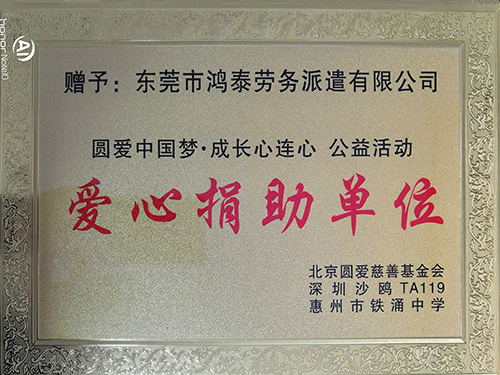 赠予：东莞市鸿泰劳务派遣有限公司
圆爱中国梦·成长心连心 公益活动
爱心捐助单位
北京圆爱慈善基金会
深圳沙鸥TA119
惠州市铁涌中学
AI
honor Note10